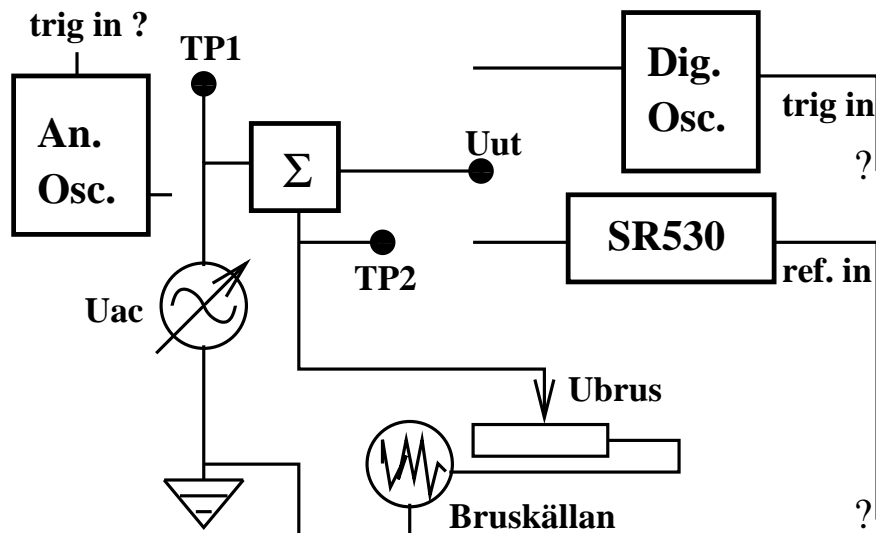 trig in ?
TP1
An.
Osc.
Σ
Uut
Dig.
Osc.
trig in
?
SR530
ref. in
TP2
Uac
Ubrus
Bruskällan
?